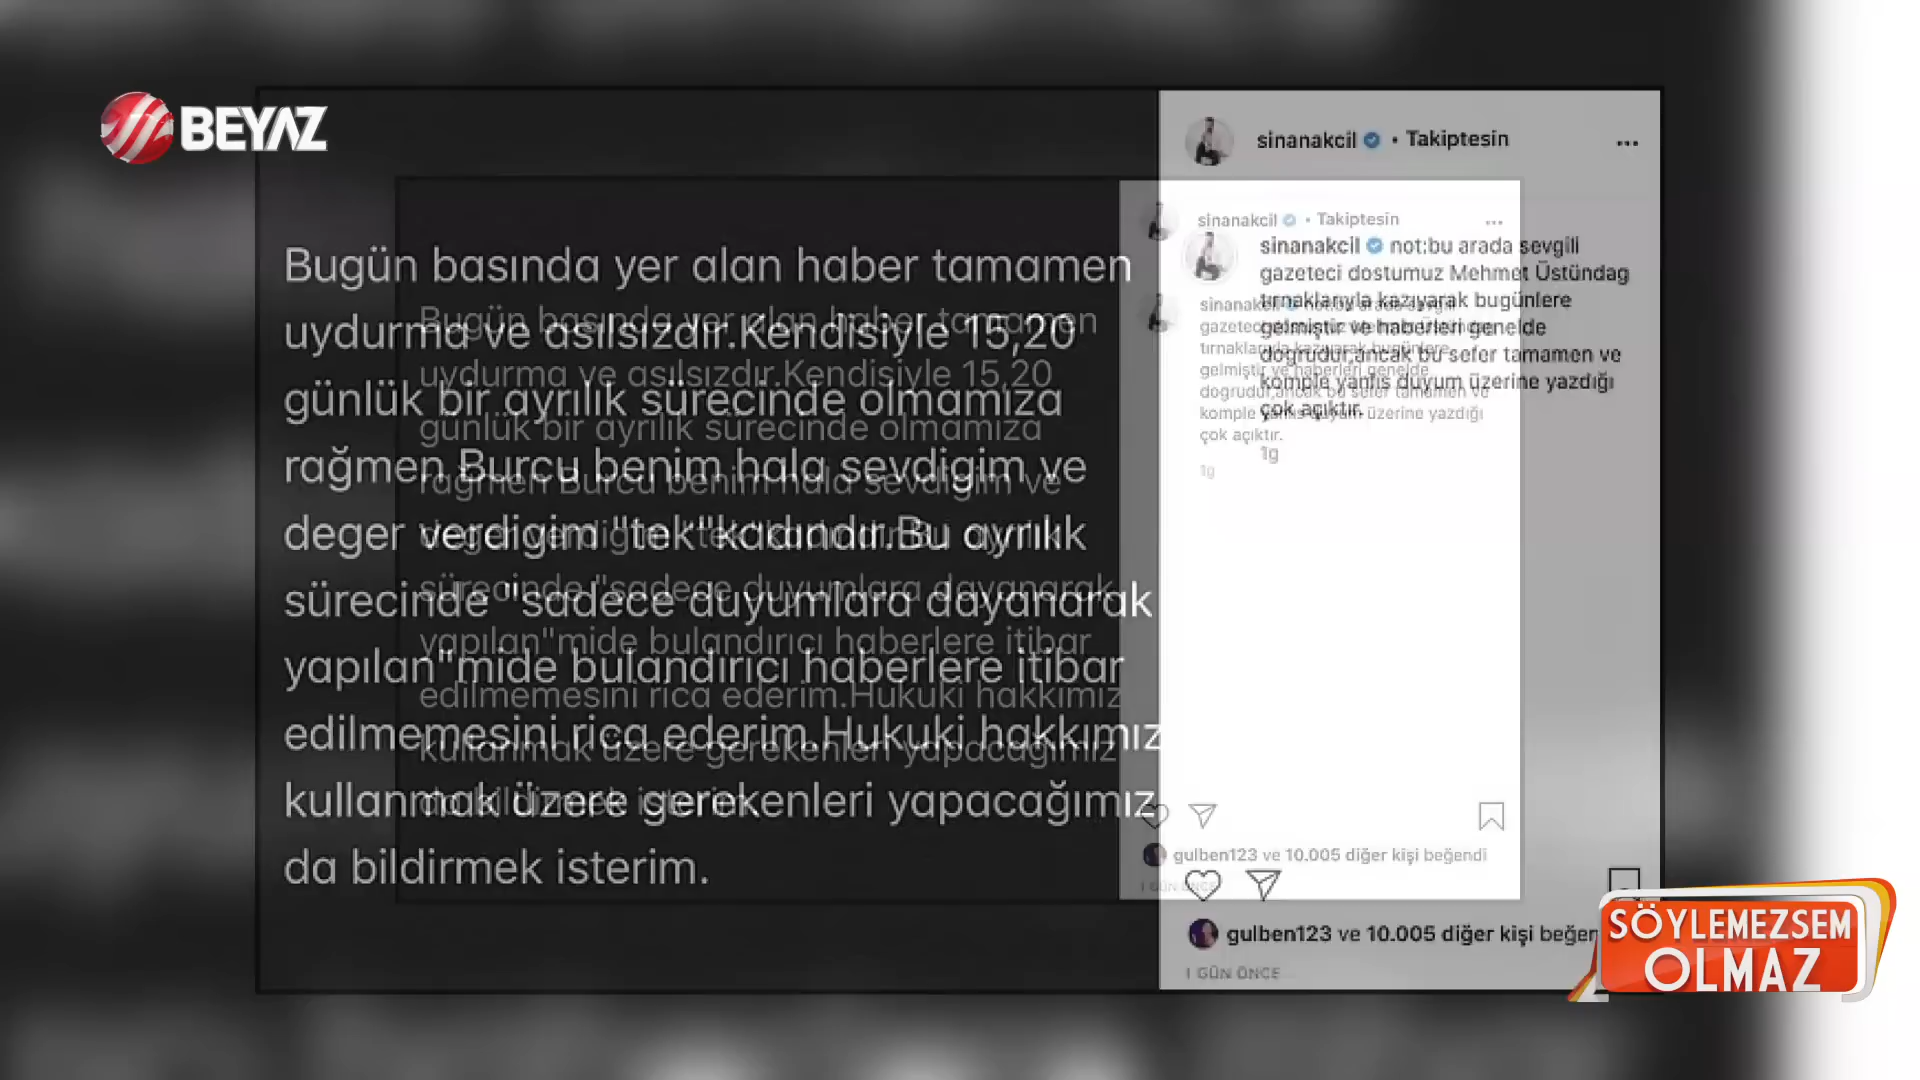 BEYAZ
Bugün basında yer alan haber tamamen
uydurma ve asılsızdır.Kendisiyle 15,20
günlük bir ayrılık sürecinde olmamıza
rağmen Burcu benim hala sevdigim ve
deger verdigim "tek"kadındır.Bu ayrılık
sürecinde "sadece duyumlara dayanarak
yapılan"mide bulandırıcı haberlere itibar
edilmemesini rica ederim.Hukuki hakkımız
kullanmak üzere gerekenleri yapacağımız
da bildirmek isterim.
sinanakcil • Takiptesin
sinanakcil not:bu arada sevgili
gazeteci dostumuz Mehmet Üstündag
tırnaklarıyla kazıyarak bugünlere
gelmiştir ve haberleri genelde
dogrudur,ancak bu sefer tamamen ve
komple yanlıs duyum üzerine yazdığı
çok açıktır.
1g
gulben123 ve 10.005 diğer kişi beğen
1 GÜN ÖNCE
sinanakcil • Takiptesin
1g
gulben123 ve 10.005 diğer kişi beğendi
SÖYLEMEZSEM
OLMAZ